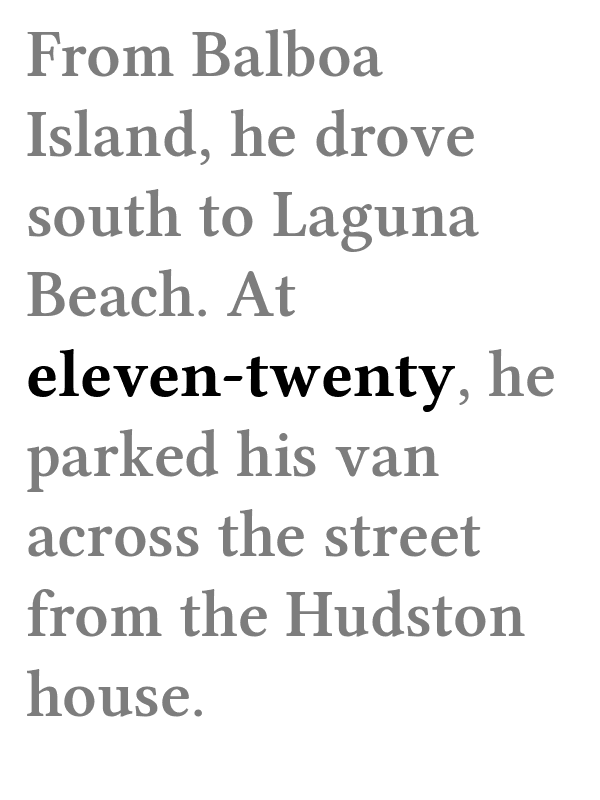 From Balboa
Island, he drove
south to Laguna
Beach. At
eleven-twenty, he
parked his van
across the street
from the Hudston
house.